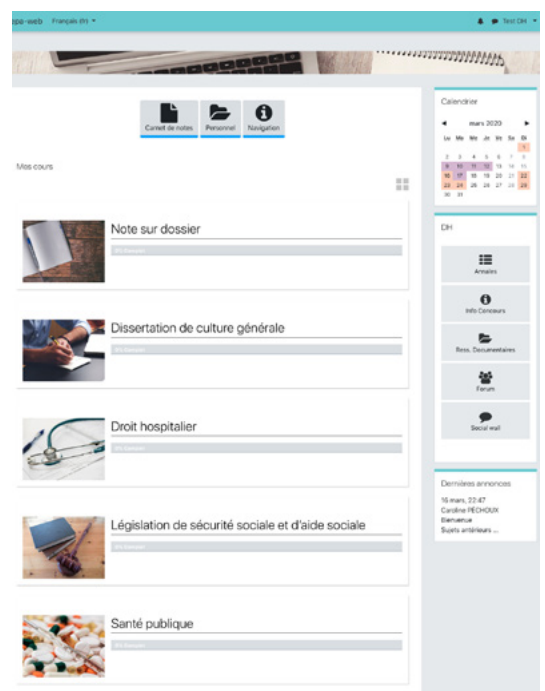 Français (fr)
Test DH
Carnet de notes
Personnel
Navigation
Mes cours
Note sur dossier
Dissertation de culture générale
Droit hospitalier
Législation de sécurité sociale et d'aide sociale
Santé publique
Calendrier
mars 2020
Lu Ma Me Je Ve Sa Di
1
2 3 4 5 6 7 8
9 10 11 12 13 14 15
16 17 18 19 20 21 22
23 24 25 26 27 28 29
30 31
DH
Annales
Info Concours
Ress. Documentaires
Forum
Social wall
Dernières annonces
16 mars, 22:47
Caroline PECHOUX
Bienvenue
Sujets antérieurs ...